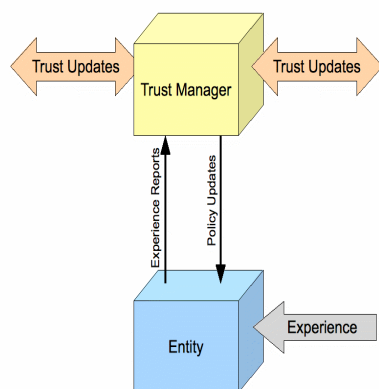 Trust Updates
Trust Manager
Trust Updates
Experience Reports
Policy Updates
Entity
Experience